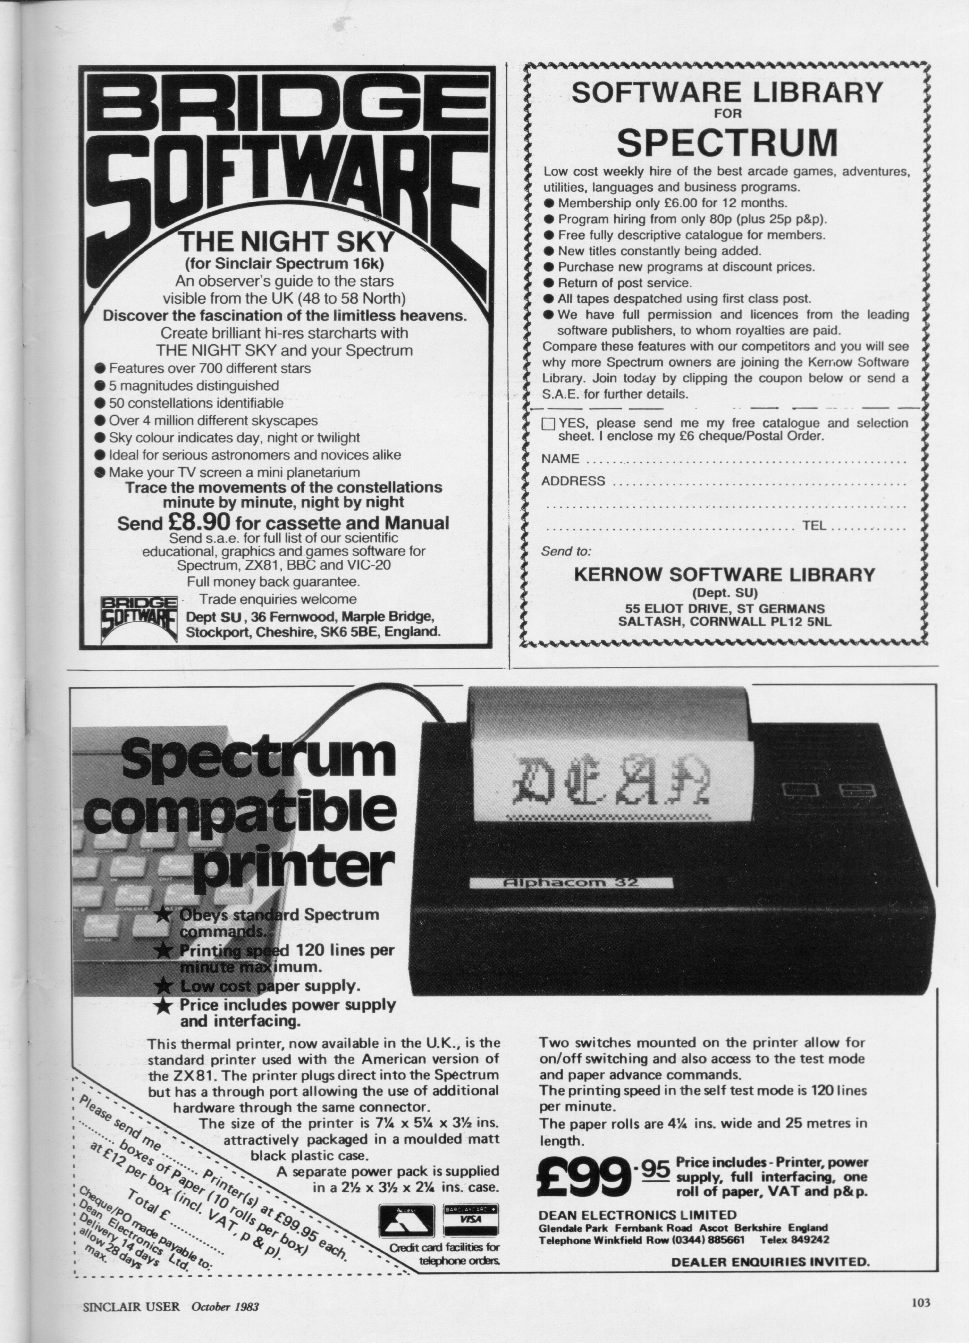 BRIDGE
SOFTWARE
THE NIGHT SKY
(for Sinclair Spectrum 16k)
An observer's guide to the stars
visible from the UK (48 to 58 North)
Discover the fascination of the limitless heavens.
Create brilliant hi-res starcharts with
THE NIGHT SKY and your Spectrum
● Features over 700 different stars
● 5 magnitudes distinguished
● 50 constellations identifiable
● Over 4 million different skyscapes
● Sky colour indicates day, night or twilight
● Ideal for serious astronomers and novices alike
● Make your TV screen a mini planetarium
Trace the movements of the constellations
minute by minute, night by night
Send £8.90 for cassette and Manual
Send s.a.e. for full list of our scientific
educational, graphics and games software for
Spectrum, ZX81, BBC and VIC-20
Full money back guarantee.
Trade enquiries welcome
BRIDGE
SOFTWARE
Dept SU, 36 Fernwood, Marple Bridge,
Stockport, Cheshire, SK6 5BE, England.
SOFTWARE LIBRARY
FOR
SPECTRUM
Low cost weekly hire of the best arcade games, adventures,
utilities, languages and business programs.
● Membership only £6.00 for 12 months.
● Program hiring from only 80p (plus 25p p&p).
● Free fully descriptive catalogue for members.
● New titles constantly being added.
● Purchase new programs at discount prices.
● Return of post service.
● All tapes despatched using first class post.
● We have full permission and licences from the leading
software publishers, to whom royalties are paid.
Compare these features with our competitors and you will see
why more Spectrum owners are joining the Kernow Software
Library. Join today by clipping the coupon below or send a
S.A.E. for further details.
YES, please send me my free catalogue and selection
sheet. I enclose my £6 cheque/Postal Order.
NAME ..........
ADDRESS ..........
.......... TEL ..........
Send to:
KERNOW SOFTWARE LIBRARY
(Dept. SU)
55 ELIOT DRIVE, ST GERMANS
SALTASH, CORNWALL PL12 5NL
Spectrum
compatible
printer
DEAN
Alphacom 32
★ Obeys standard Spectrum
commands.
★ Printing speed 120 lines per
minute maximum.
★ Low cost paper supply.
★ Price includes power supply
and interfacing.
This thermal printer, now available in the U.K., is the
standard printer used with the American version of
the ZX81. The printer plugs direct into the Spectrum
but has a through port allowing the use of additional
hardware through the same connector.
The size of the printer is 7¼ x 5¼ x 3½ ins.
attractively packaged in a moulded matt
black plastic case.
A separate power pack is supplied
in a 2½ x 3½ x 2¼ ins. case.
VISA
Credit card facilities for
telephone orders.
Please send me
.......... Printer(s) at £99.95 each.
.......... boxes of Paper (10 rolls per box)
at £12 per box (incl. VAT, p & p).
Total £ ..........
Cheque/PO made payable to:
Dean Electronics Ltd.
Delivery 14 days
allow 28 days
max.
Two switches mounted on the printer allow for
on/off switching and also access to the test mode
and paper advance commands.
The printing speed in the self test mode is 120 lines
per minute.
The paper rolls are 4¼ ins. wide and 25 metres in
length.
£99.95 Price includes - Printer, power
supply, full interfacing, one
roll of paper, VAT and p&p.
DEAN ELECTRONICS LIMITED
Glendale Park Fernbank Road Ascot Berkshire England
Telephone Winkfield Row (0344) 885661 Telex 849242
DEALER ENQUIRIES INVITED.
SINCLAIR USER October 1983
103